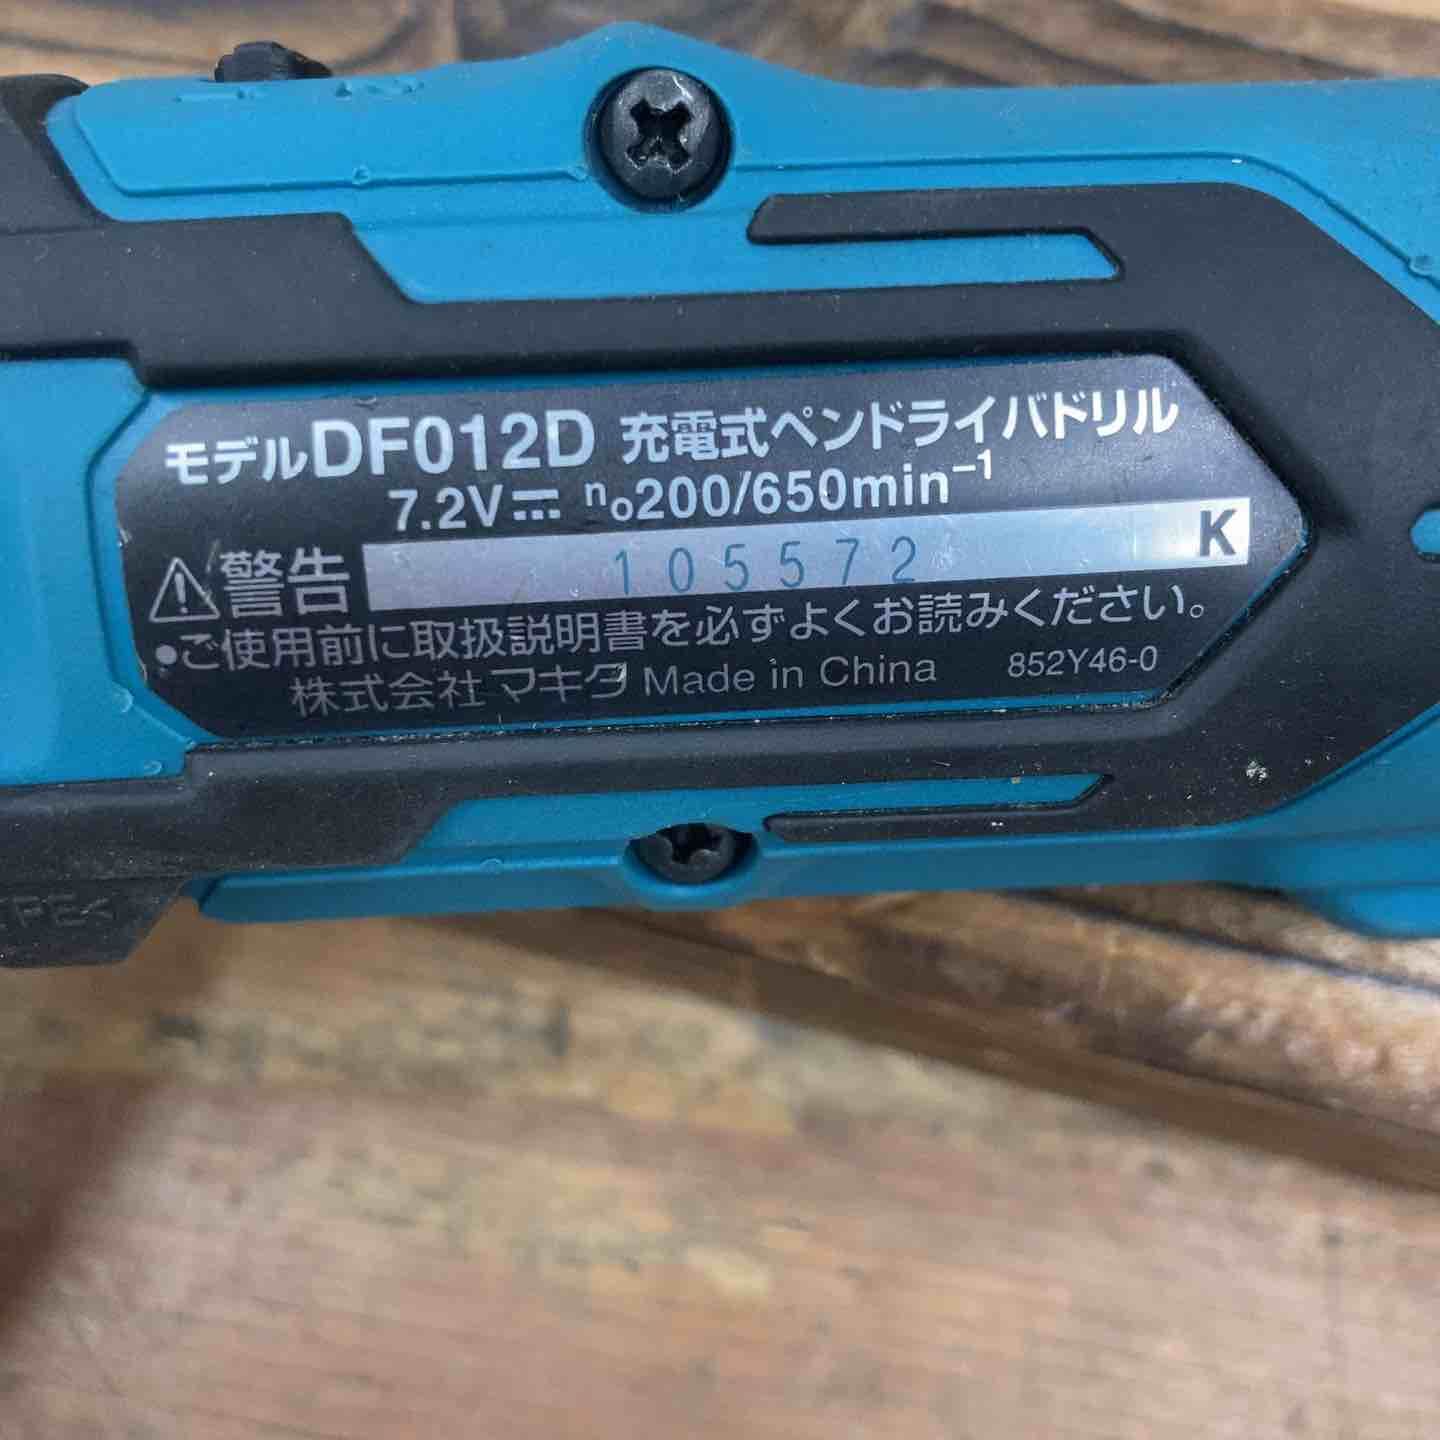 モデルDF012D 充電式ペンドライバドリル
7.2V⎓ no200/650min⁻¹
⚠警告 105572 K
●ご使用前に取扱説明書を必ずよくお読みください。
株式会社マキタ Made in China 852Y46-0